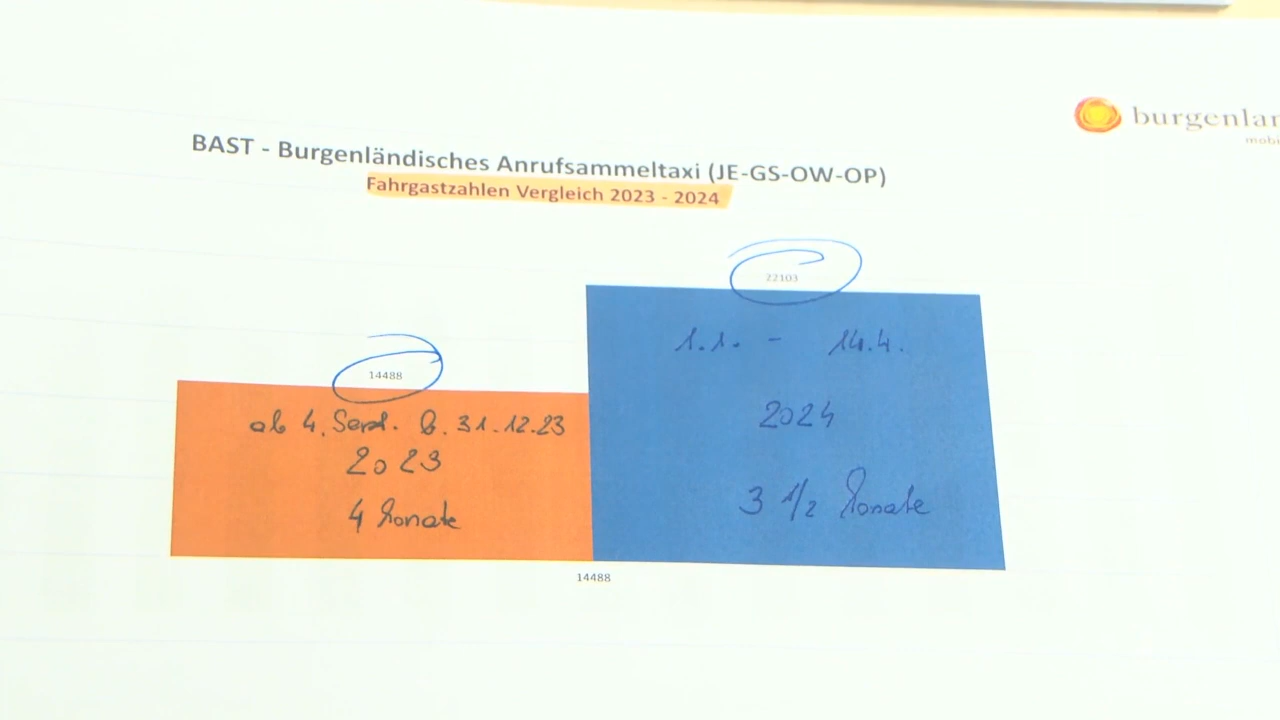 burgenlan
mobi
BAST - Burgenländisches Anrufsammeltaxi (JE-GS-OW-OP)
Fahrgastzahlen Vergleich 2023 - 2024
22103
1.1. - 14.4.
2024
3 1/2 Monate
14488
ab 4. Sept. b. 31.12.23
2023
4 Monate
14488